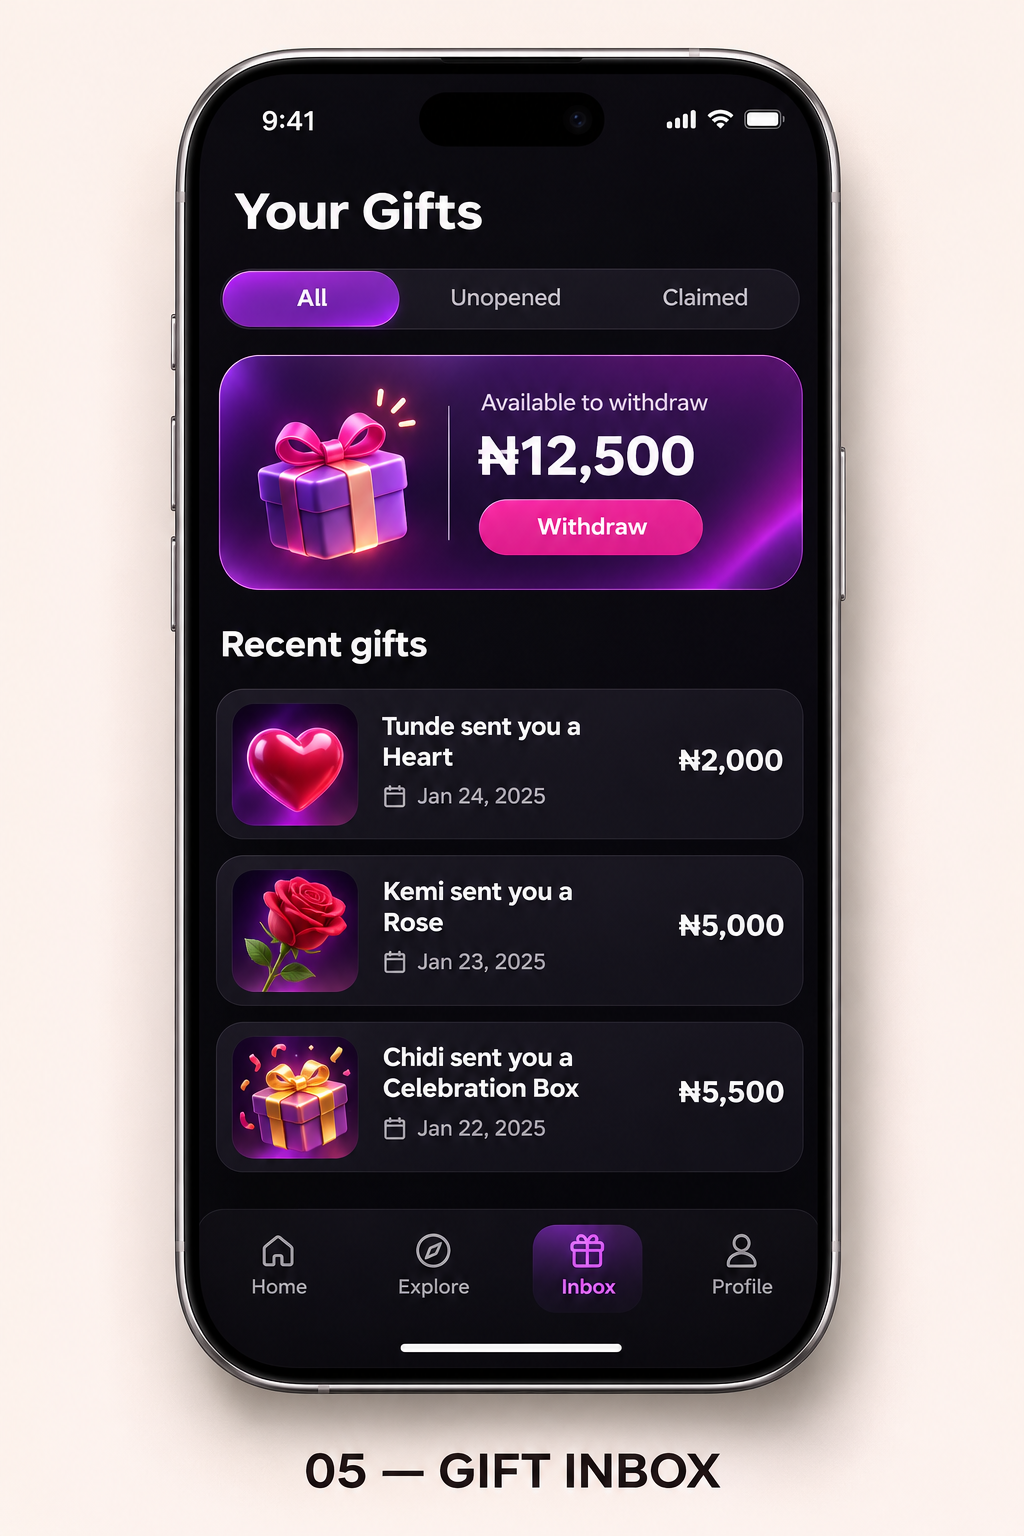 9:41
Your Gifts
All Unopened Claimed
Available to withdraw
₦12,500
Withdraw
Recent gifts
Tunde sent you a
Heart
Jan 24, 2025
₦2,000
Kemi sent you a
Rose
Jan 23, 2025
₦5,000
Chidi sent you a
Celebration Box
Jan 22, 2025
₦5,500
Home Explore Inbox Profile
05 — GIFT INBOX